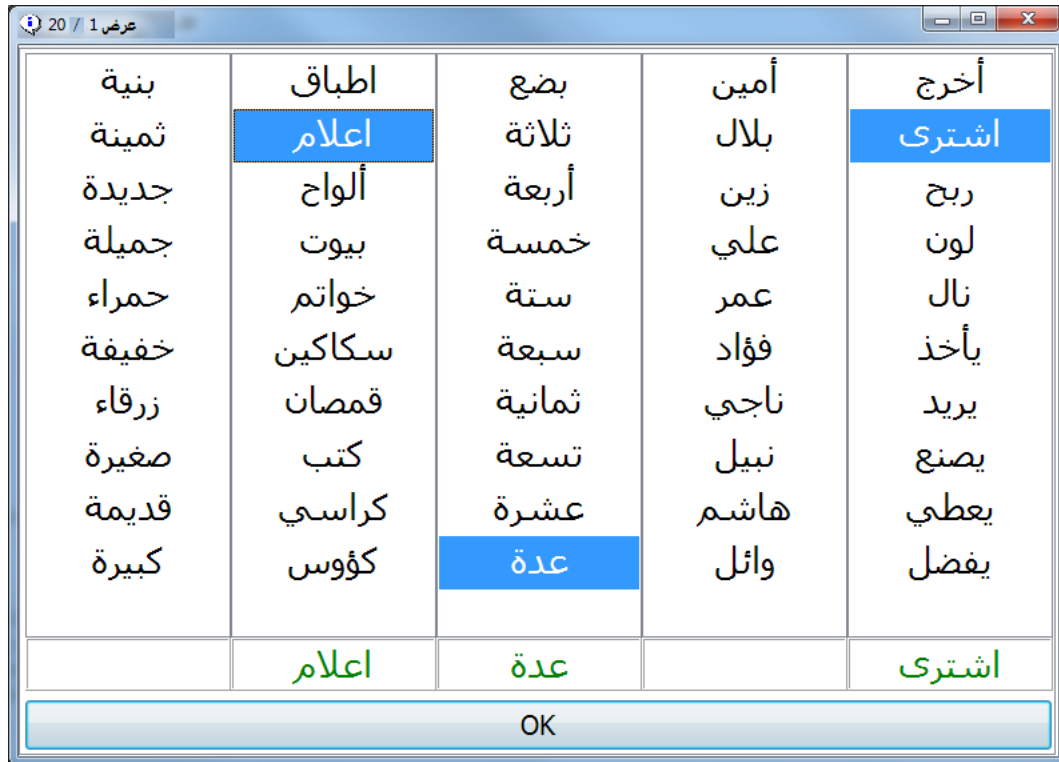 عرض 1 / 20
أخرج أمين بضع اطباق بنية
اشترى بلال ثلاثة اعلام ثمينة
ربح زين أربعة ألواح جديدة
لون علي خمسة بيوت جميلة
نال عمر ستة خواتم حمراء
يأخذ فؤاد سبعة سكاكين خفيفة
يريد ناجي ثمانية قمصان زرقاء
يصنع نبيل تسعة كتب صغيرة
يعطي هاشم عشرة كراسي قديمة
يفضل وائل عدة كؤوس كبيرة
اشترى عدة اعلام
OK